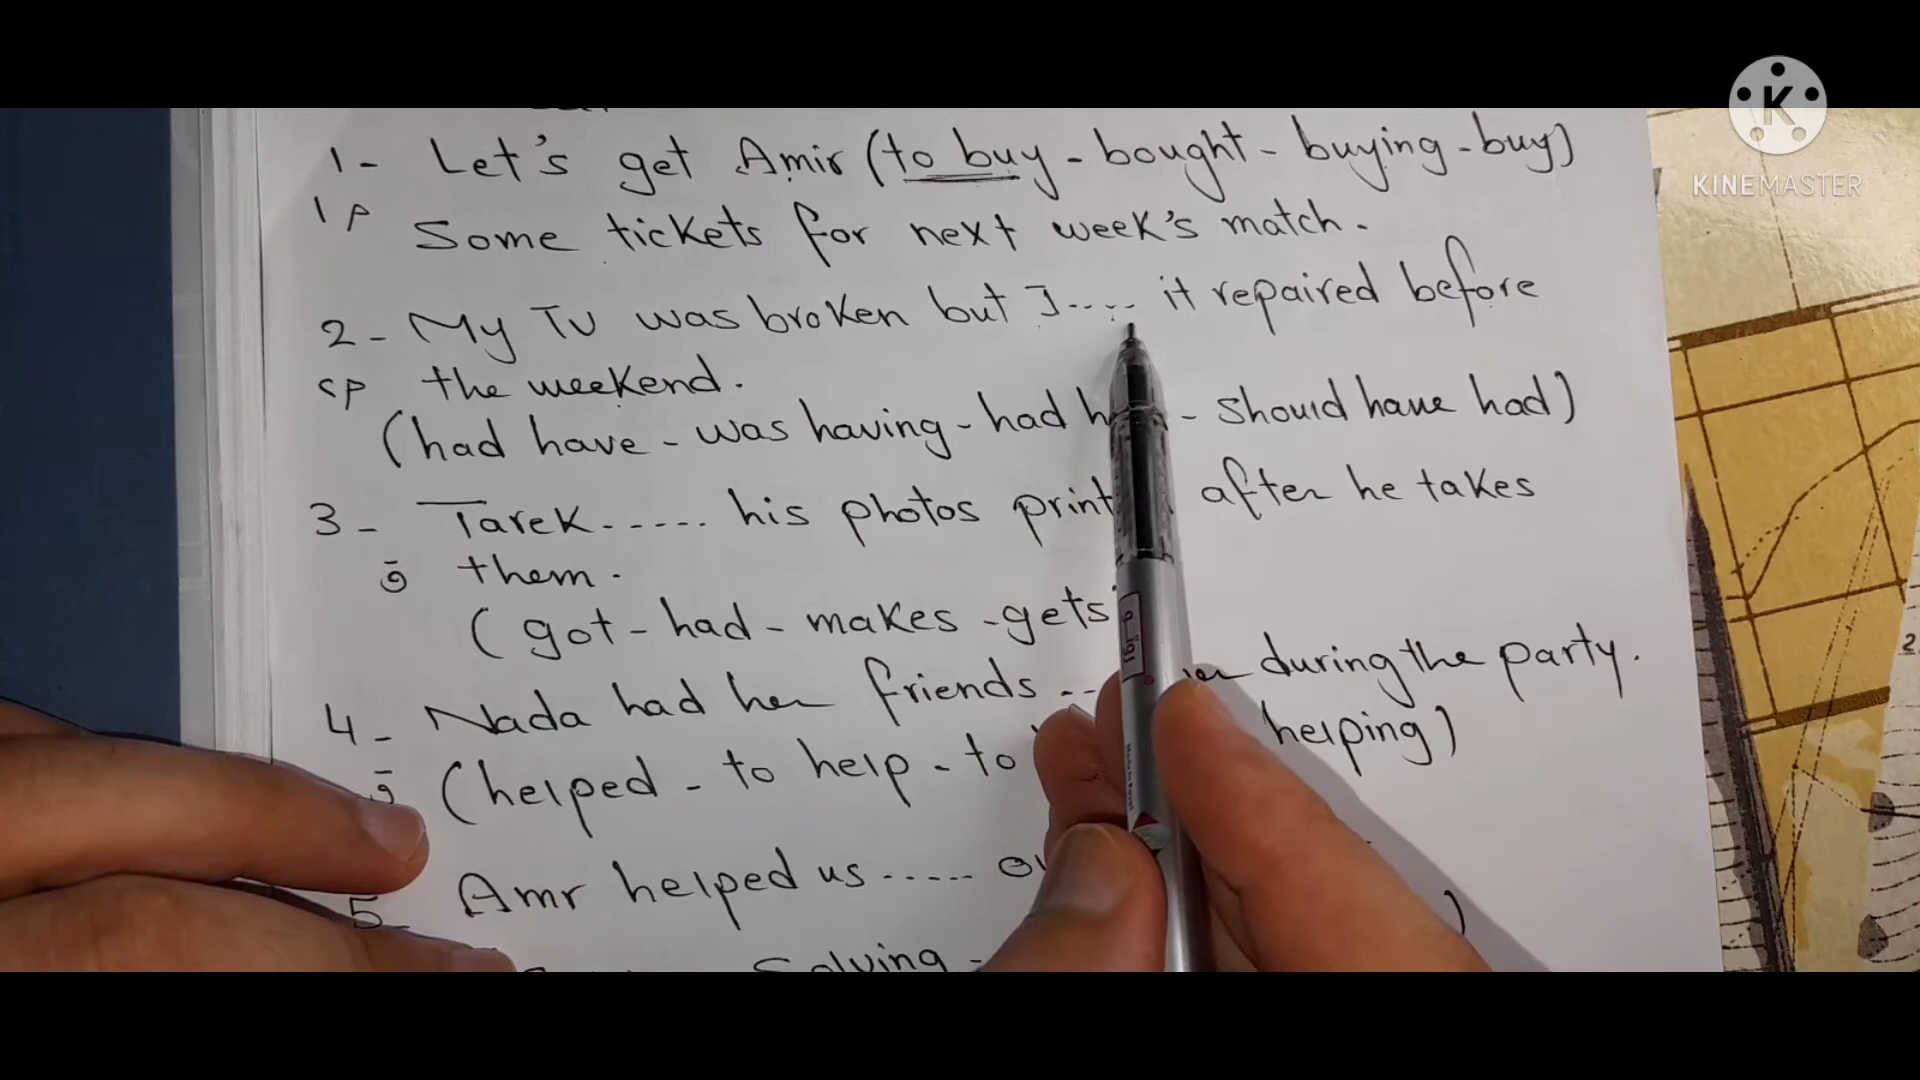 KINEMASTER
1- Let's get Amir (to buy - bought - buying - buy)
1P Some tickets for next week's match.
2- My TV was broken but I.... it repaired before
the weekend.
(had have - was having - had - should have had)
3- Tarek...... his photos after he takes
them.
(got - had - makes - gets
4- Nada had her friends during the party.
(helped - to help - to helping)
5- Amr helped us .....
Solving -